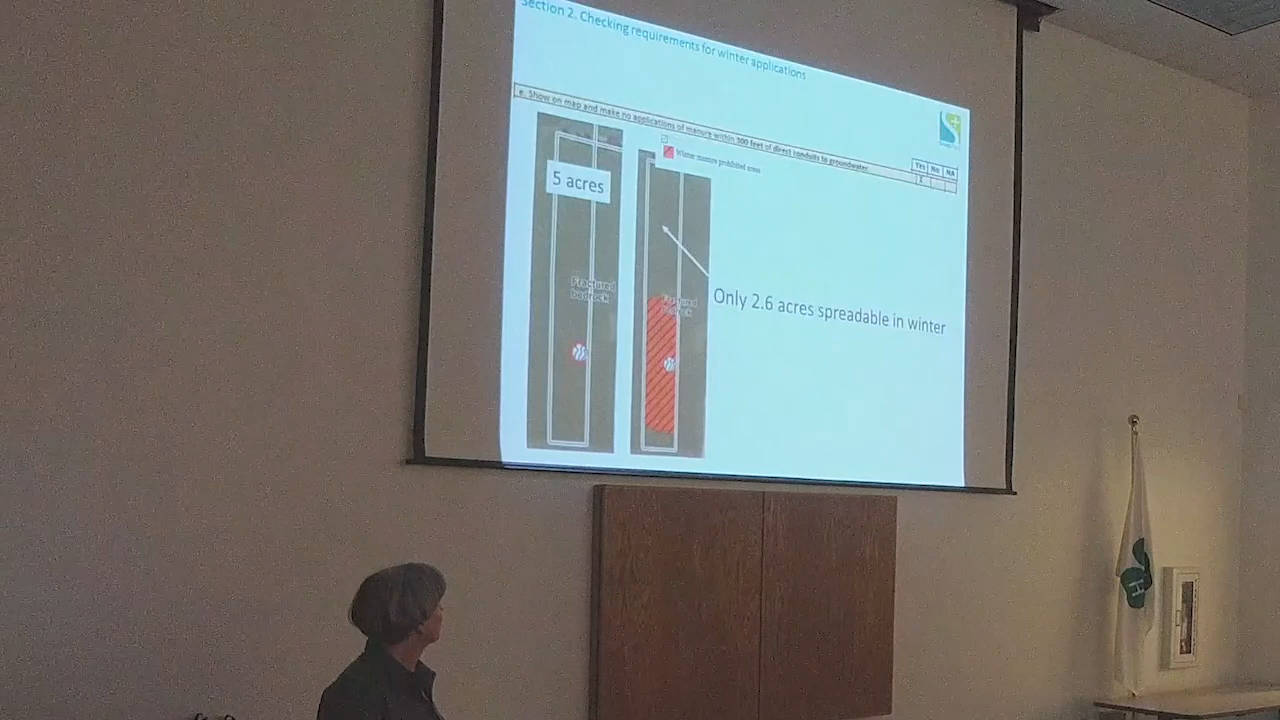 Section 2. Checking requirements for winter applications
e. Show on map and make no applications of manure within 300 feet of direct conduits to groundwater.
Yes No NA
X
Winter manure prohibited areas
5 acres
Fractured
bedrock
Fractured
bedrock
Only 2.6 acres spreadable in winter
H